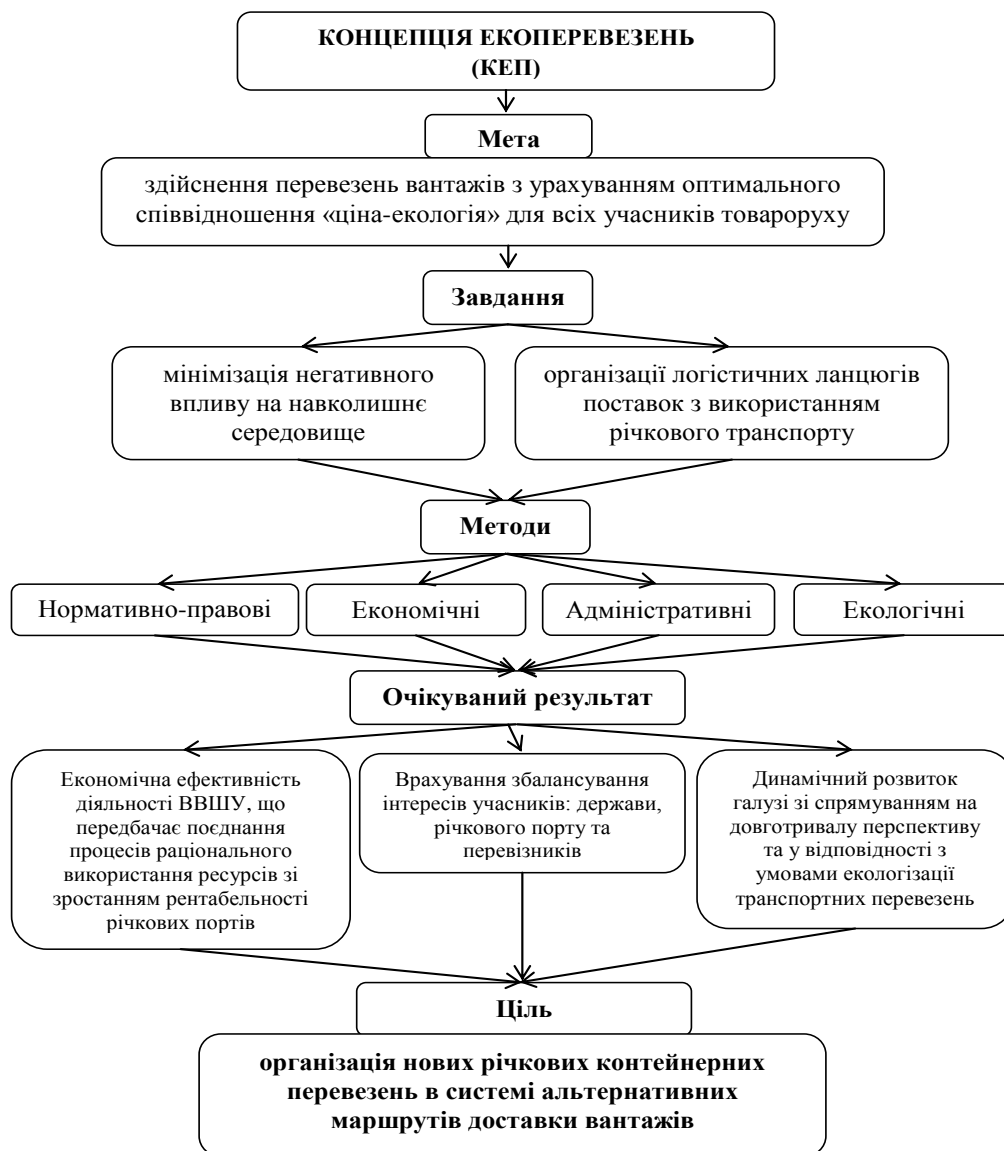 КОНЦЕПЦІЯ ЕКОПЕРЕВЕЗЕНЬ
(КЕП)
Мета
здійснення перевезень вантажів з урахуванням оптимального
співвідношення «ціна-екологія» для всіх учасників товароруху
Завдання
мінімізація негативного
впливу на навколишнє
середовище
організації логістичних ланцюгів
поставок з використанням
річкового транспорту
Методи
Нормативно-правові
Економічні
Адміністративні
Екологічні
Очікуваний результат
Економічна ефективність
діяльності ВВШУ, що
передбачає поєднання
процесів раціонального
використання ресурсів зі
зростанням рентабельності
річкових портів
Врахування збалансування
інтересів учасників: держави,
річкового порту та
перевізників
Динамічний розвиток
галузі зі спрямуванням на
довготривалу перспективу
та у відповідності з
умовами екологізації
транспортних перевезень
Ціль
організація нових річкових контейнерних
перевезень в системі альтернативних
маршрутів доставки вантажів